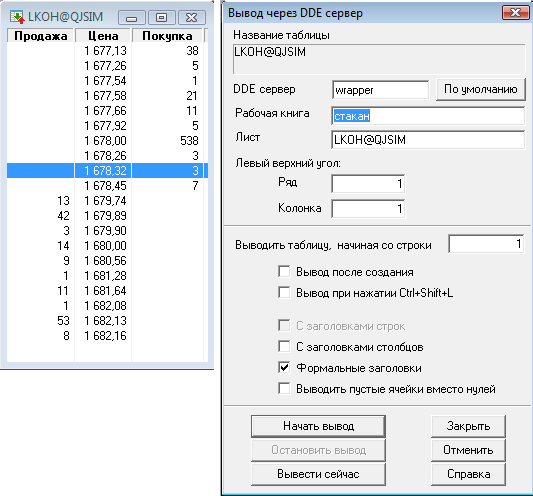 LKOH@QJSIM
Продажа Цена Покупка
1 677,13 38
1 677,26 5
1 677,54 1
1 677,58 21
1 677,66 11
1 677,92 5
1 678,00 538
1 678,26 3
1 678,32 3
1 678,45 7
13 1 679,74
42 1 679,89
3 1 679,90
14 1 680,00
9 1 680,56
1 1 681,28
11 1 681,64
1 1 682,08
53 1 682,13
8 1 682,16
Вывод через DDE сервер
Название таблицы
LKOH@QJSIM
DDE сервер wrapper По умолчанию
Рабочая книга стакан
Лист LKOH@QJSIM
Левый верхний угол:
Ряд 1
Колонка 1
Выводить таблицу, начиная со строки 1
Вывод после создания
Вывод при нажатии Ctrl+Shift+L
С заголовками строк
С заголовками столбцов
Формальные заголовки
Выводить пустые ячейки вместо нулей
Начать вывод Закрыть
Остановить вывод Отменить
Вывести сейчас Справка